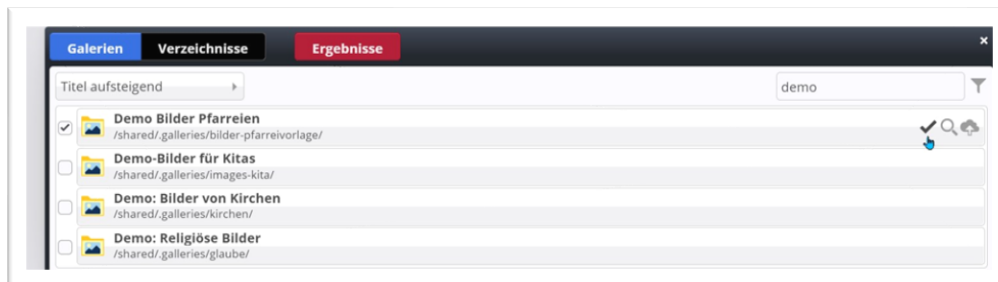 Galerien Verzeichnisse Ergebnisse
Titel aufsteigend demo
Demo Bilder Pfarreien
/shared/.galleries/bilder-pfarreivorlage/
Demo-Bilder für Kitas
/shared/.galleries/images-kita/
Demo: Bilder von Kirchen
/shared/.galleries/kirchen/
Demo: Religiöse Bilder
/shared/.galleries/glaube/